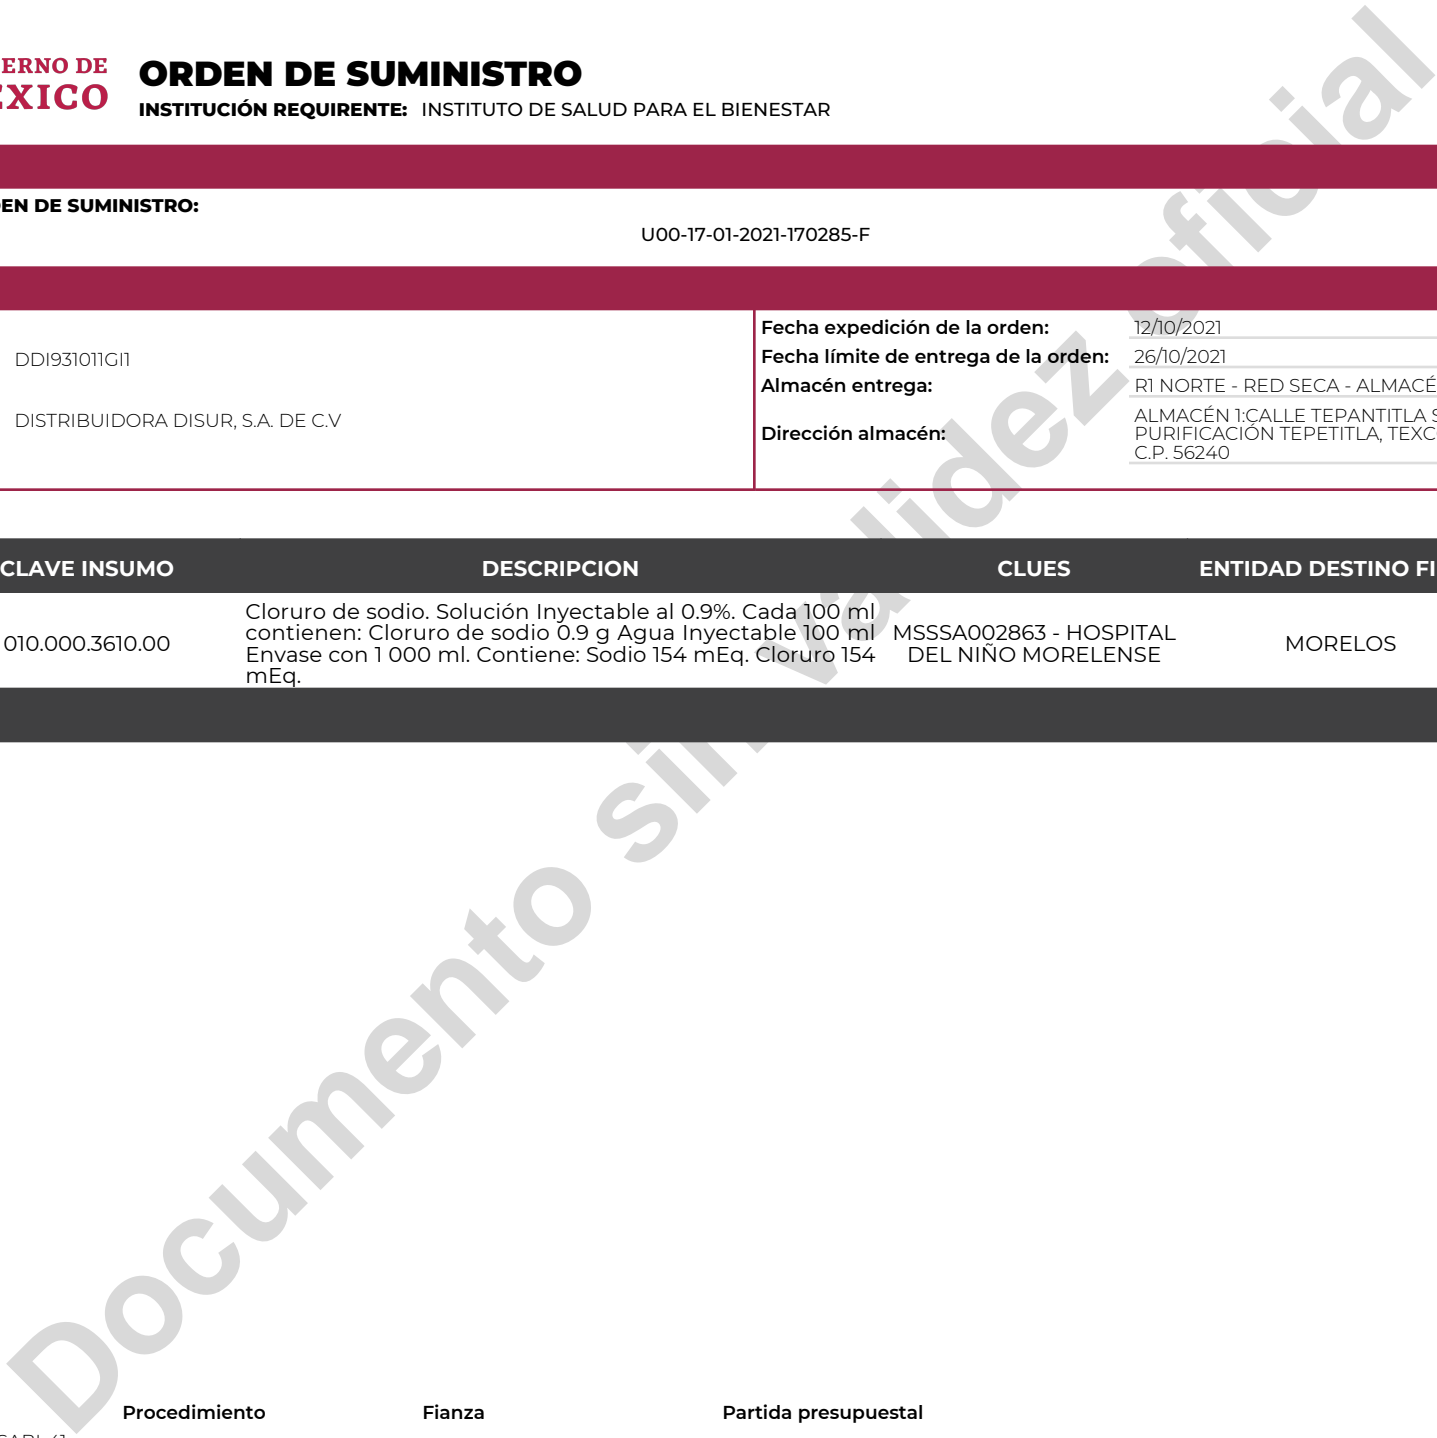 ERNO DE
ORDEN DE SUMINISTRO
INSTITUCIÓN REQUIRENTE: INSTITUTO DE SALUD PARA EL BIENESTAR
EN DE SUMINISTRO:
U00-17-01-2021-170285-F
DDI931011GI1
DISTRIBUIDORA DISUR, S.A. DE C.V
Fecha expedición de la orden: 12/10/2021
Fecha límite de entrega de la orden: 26/10/2021
Almacén entrega: R1 NORTE - RED SECA - ALMACÉ
Dirección almacén: ALMACÉN 1:CALLE TEPANTITLA S
PURIFICACIÓN TEPETITLA, TEXC
C.P. 56240
CLAVE INSUMO DESCRIPCION CLUES ENTIDAD DESTINO FI
010.000.3610.00
Cloruro de sodio. Solución Inyectable al 0.9%. Cada 100 ml
contienen: Cloruro de sodio 0.9 g Agua Inyectable 100 ml
Envase con 1 000 ml. Contiene: Sodio 154 mEq. Cloruro 154
mEq.
MSSSA002863 - HOSPITAL
DEL NIÑO MORELENSE
MORELOS
Documento sin validez oficial
Procedimiento Fianza Partida presupuestal